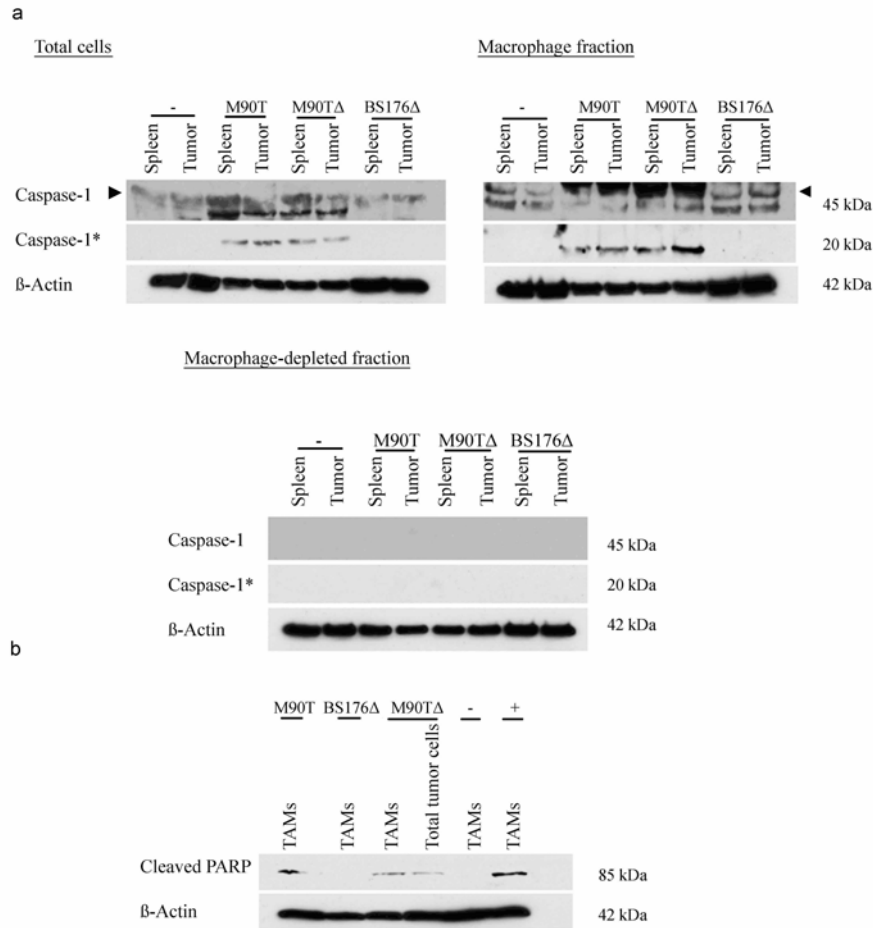 a
Total cells
Macrophage fraction
- M90T M90TΔ BS176Δ
Spleen Tumor Spleen Tumor Spleen Tumor Spleen Tumor
Caspase-1
Caspase-1*
ß-Actin
- M90T M90TΔ BS176Δ
Spleen Tumor Spleen Tumor Spleen Tumor Spleen Tumor
45 kDa
20 kDa
42 kDa
Macrophage-depleted fraction
- M90T M90TΔ BS176Δ
Spleen Tumor Spleen Tumor Spleen Tumor Spleen Tumor
Caspase-1 45 kDa
Caspase-1* 20 kDa
ß-Actin 42 kDa
b
M90T BS176Δ M90TΔ - +
TAMs TAMs TAMs Total tumor cells TAMs TAMs
Cleaved PARP 85 kDa
ß-Actin 42 kDa